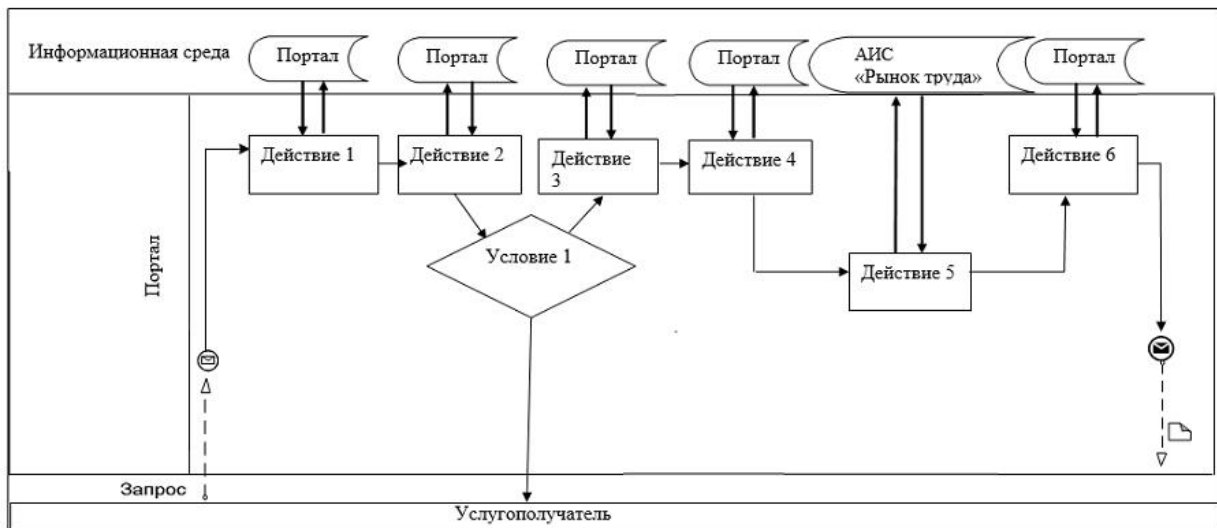 Информационная среда
Портал
Портал
Портал
Портал
АИС
«Рынок труда»
Портал
Портал
Действие 1
Действие 2
Действие
3
Действие 4
Действие 6
Условие 1
Действие 5
Запрос
Услугополучатель